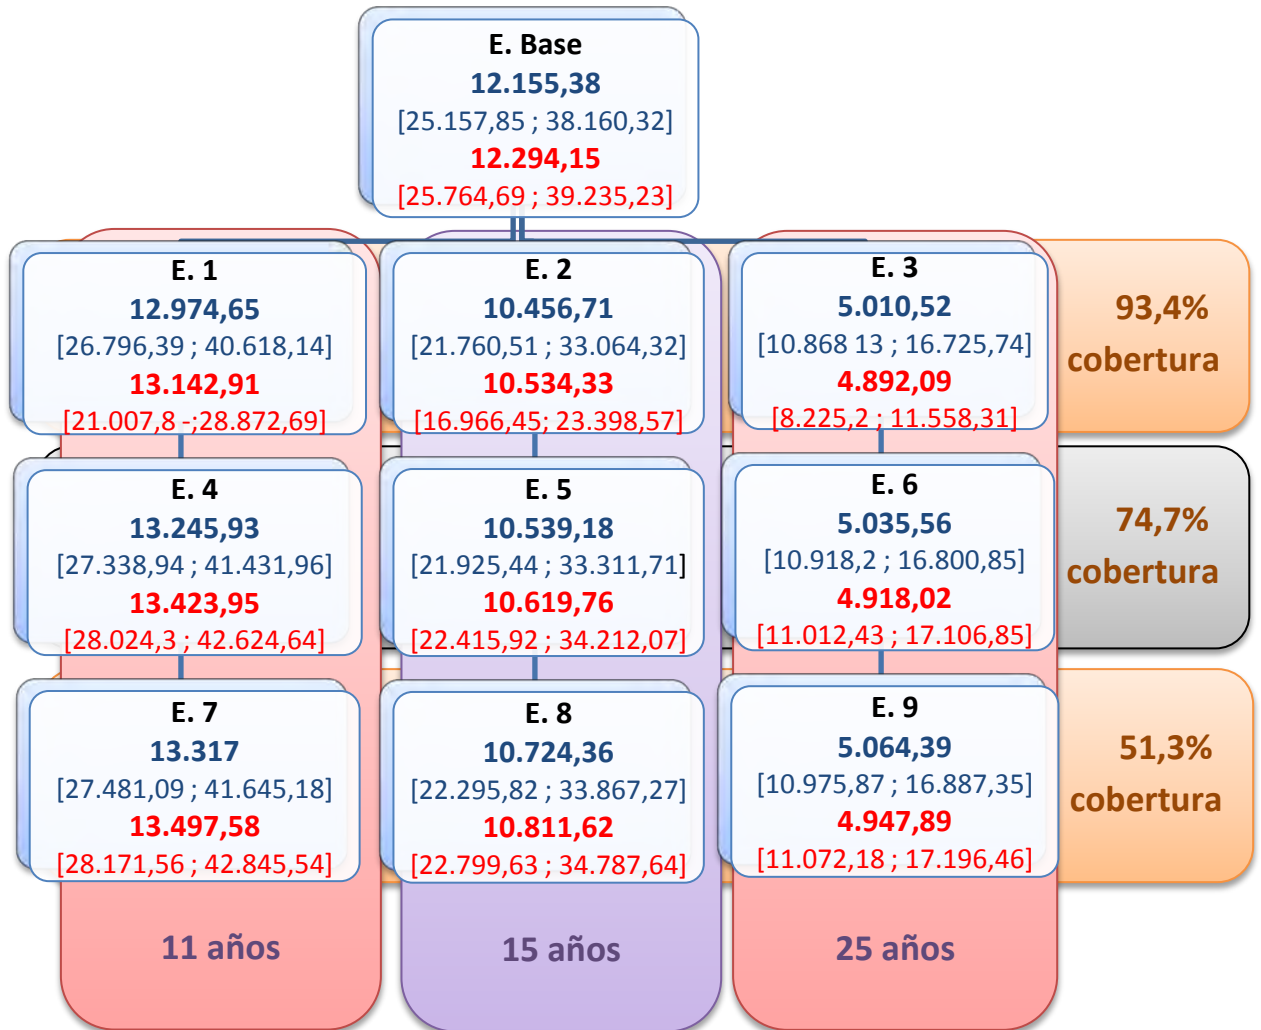 E. Base
12.155,38
[25.157,85 ; 38.160,32]
12.294,15
[25.764,69 ; 39.235,23]
E. 1
12.974,65
[26.796,39 ; 40.618,14]
13.142,91
[21.007,8 -;28.872,69]
E. 2
10.456,71
[21.760,51 ; 33.064,32]
10.534,33
[16.966,45; 23.398,57]
E. 3
5.010,52
[10.868 13 ; 16.725,74]
4.892,09
[8.225,2 ; 11.558,31]
93,4%
cobertura
E. 4
13.245,93
[27.338,94 ; 41.431,96]
13.423,95
[28.024,3 ; 42.624,64]
E. 5
10.539,18
[21.925,44 ; 33.311,71]
10.619,76
[22.415,92 ; 34.212,07]
E. 6
5.035,56
[10.918,2 ; 16.800,85]
4.918,02
[11.012,43 ; 17.106,85]
74,7%
cobertura
E. 7
13.317
[27.481,09 ; 41.645,18]
13.497,58
[28.171,56 ; 42.845,54]
E. 8
10.724,36
[22.295,82 ; 33.867,27]
10.811,62
[22.799,63 ; 34.787,64]
E. 9
5.064,39
[10.975,87 ; 16.887,35]
4.947,89
[11.072,18 ; 17.196,46]
51,3%
cobertura
11 años
15 años
25 años